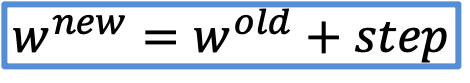 w^new = w^old + step